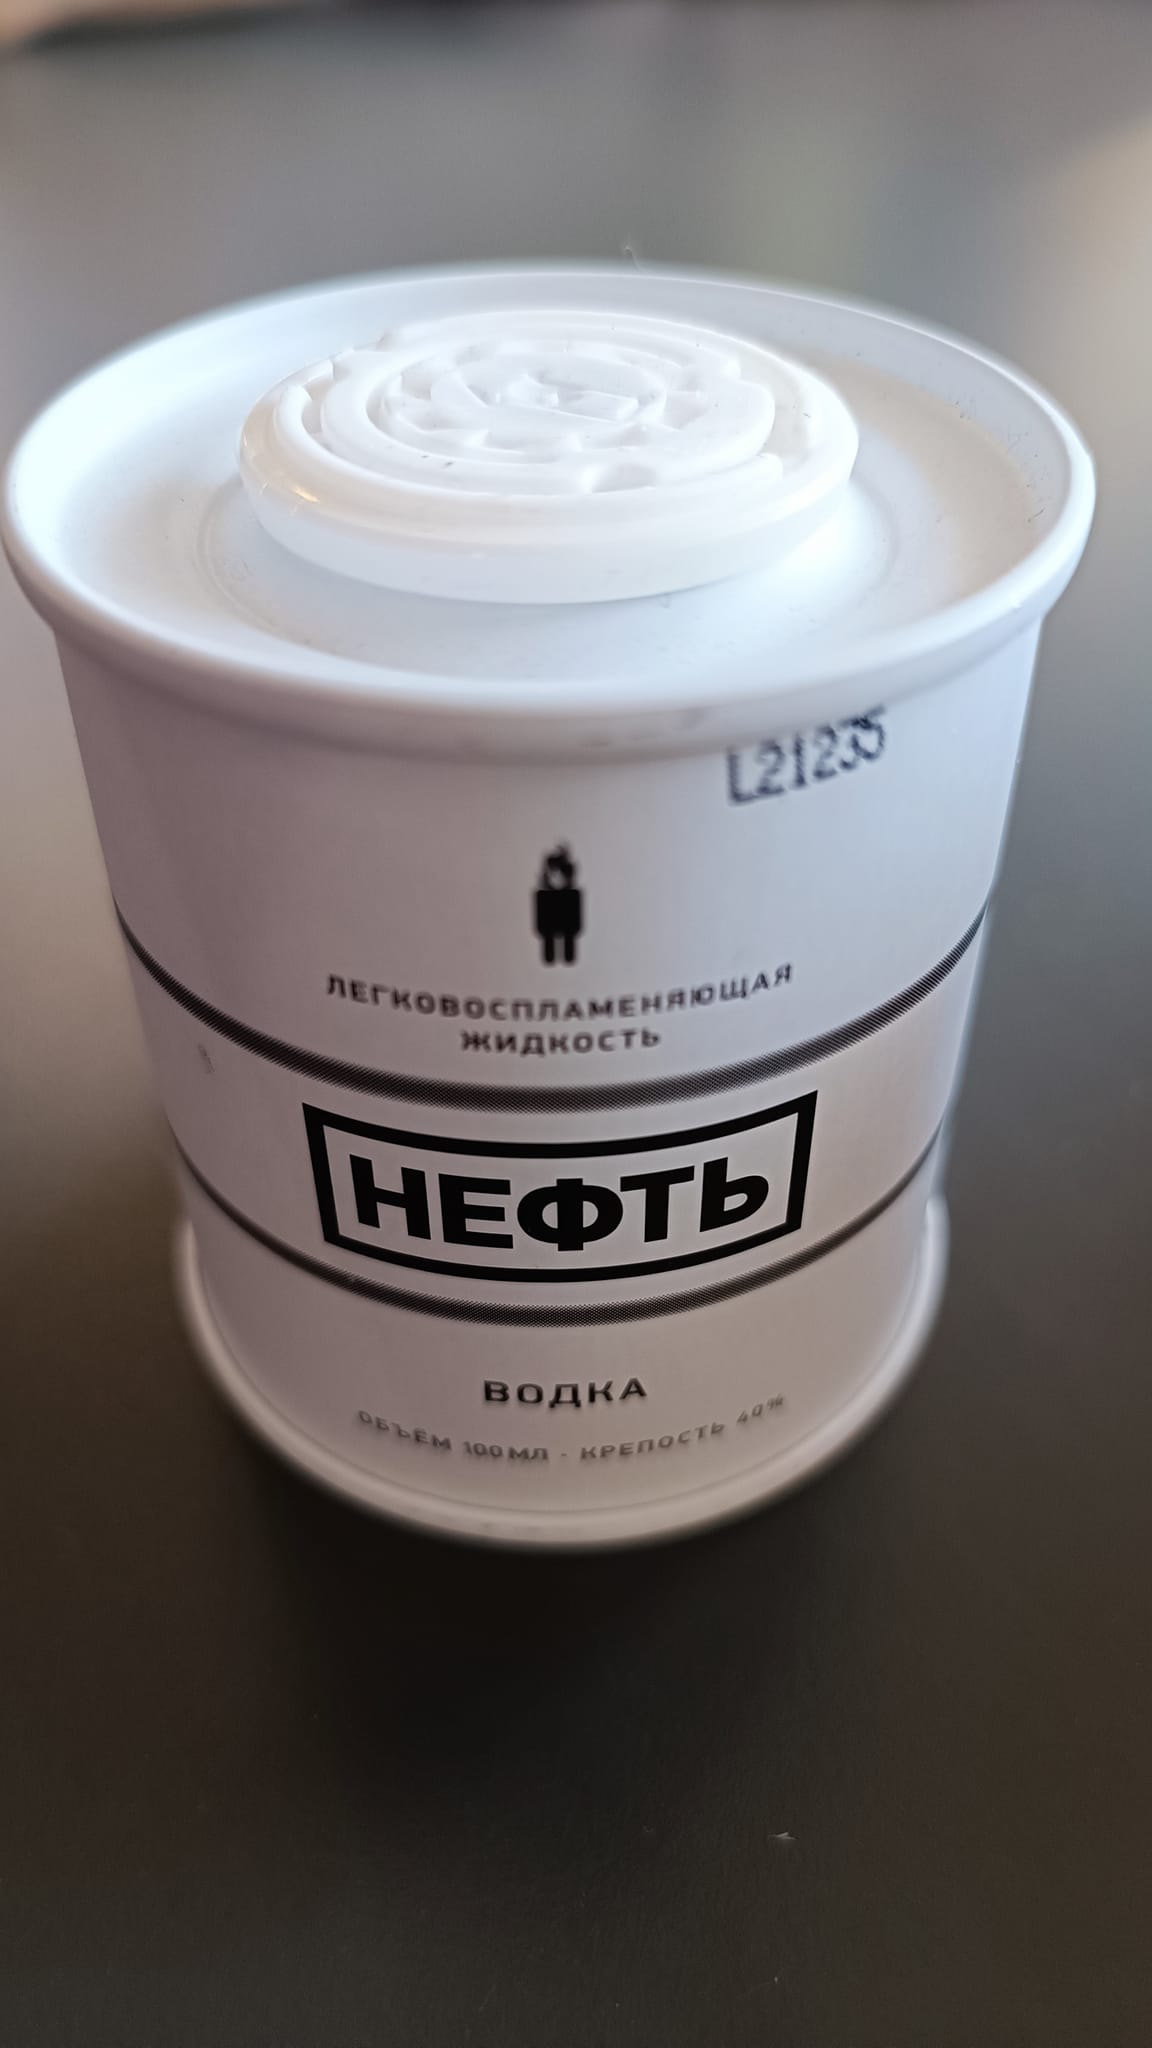 L21235
ЛЕГКОВОСПЛАМЕНЯЮЩАЯ
ЖИДКОСТЬ
НЕФТЬ
ВОДКА
ОБЪЁМ 100 МЛ · КРЕПОСТЬ 40%